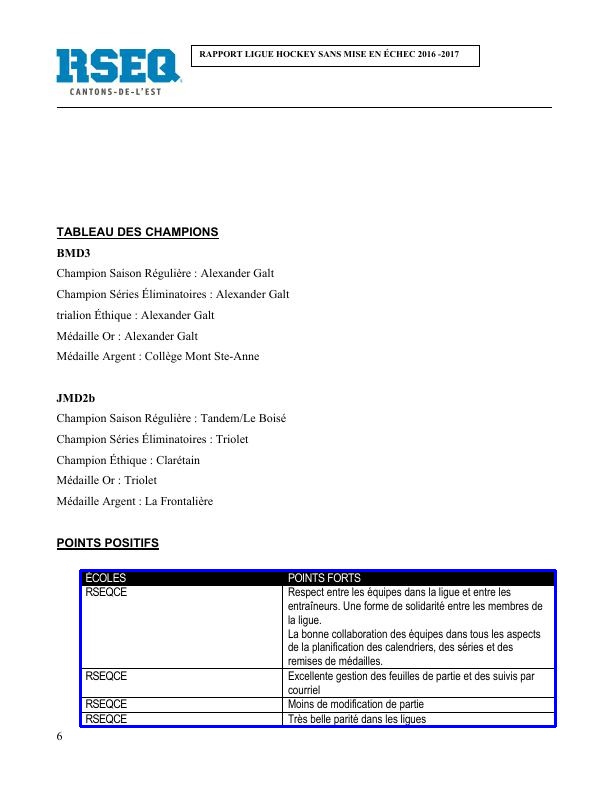 RSEQ
CANTONS-DE-L'EST
RAPPORT LIGUE HOCKEY SANS MISE EN ÉCHEC 2016 -2017
TABLEAU DES CHAMPIONS
BMD3
Champion Saison Régulière : Alexander Galt
Champion Séries Éliminatoires : Alexander Galt
trialion Éthique : Alexander Galt
Médaille Or : Alexander Galt
Médaille Argent : Collège Mont Ste-Anne
JMD2b
Champion Saison Régulière : Tandem/Le Boisé
Champion Séries Éliminatoires : Triolet
Champion Éthique : Clarétain
Médaille Or : Triolet
Médaille Argent : La Frontalière
POINTS POSITIFS
ÉCOLES POINTS FORTS
RSEQCE Respect entre les équipes dans la ligue et entre les
entraîneurs. Une forme de solidarité entre les membres de
la ligue.
La bonne collaboration des équipes dans tous les aspects
de la planification des calendriers, des séries et des
remises de médailles.
RSEQCE Excellente gestion des feuilles de partie et des suivis par
courriel
RSEQCE Moins de modification de partie
RSEQCE Très belle parité dans les ligues
6